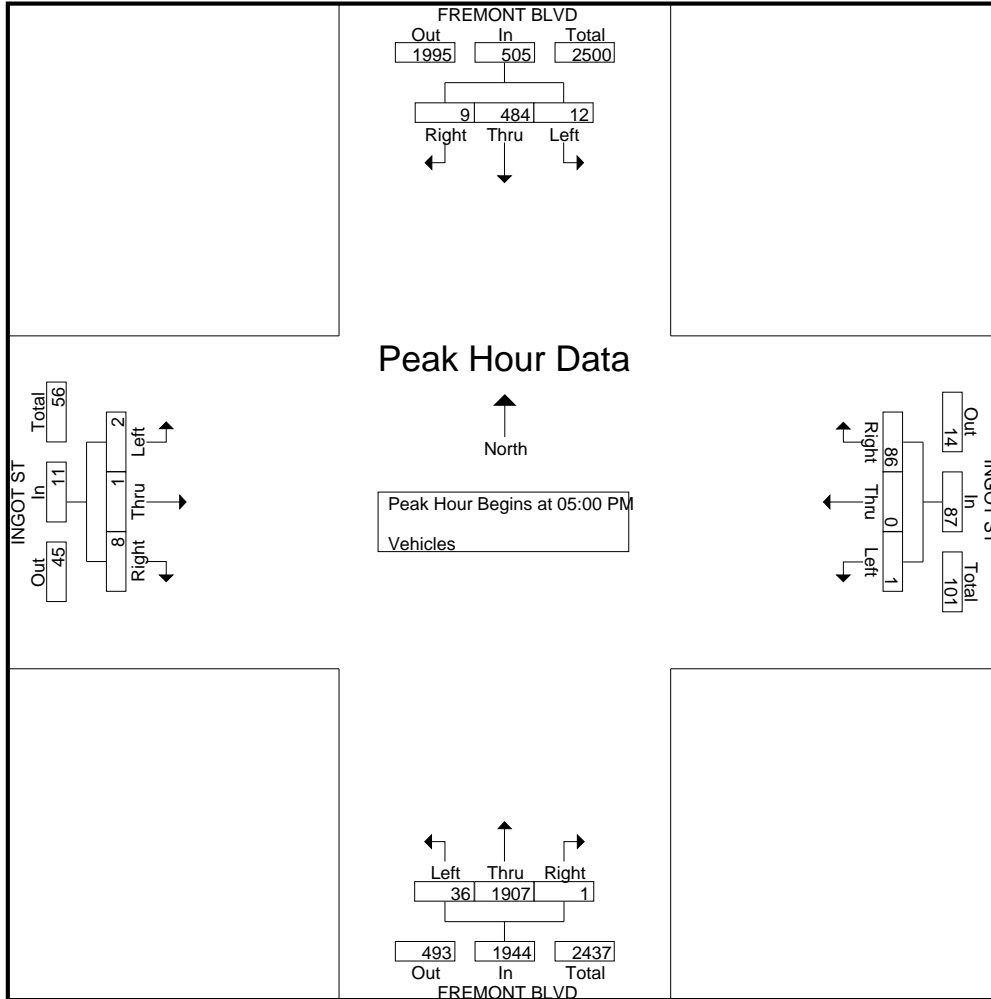 FREMONT BLVD
Out In Total
1995 505 2500
9 484 12
Right Thru Left
Peak Hour Data
North
Peak Hour Begins at 05:00 PM
Vehicles
INGOT ST
Total In Out
56 11 45
2 1 8
Left Thru Right
INGOT ST
Out In Total
14 87 101
86 0 1
Right Thru Left
Left Thru Right
36 1907 1
493 1944 2437
Out In Total
FREMONT BLVD